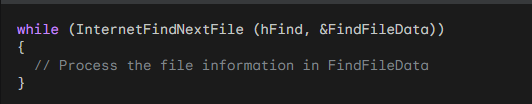 while (InternetFindNextFile (hFind, &FindFileData))
{
  // Process the file information in FindFileData
}